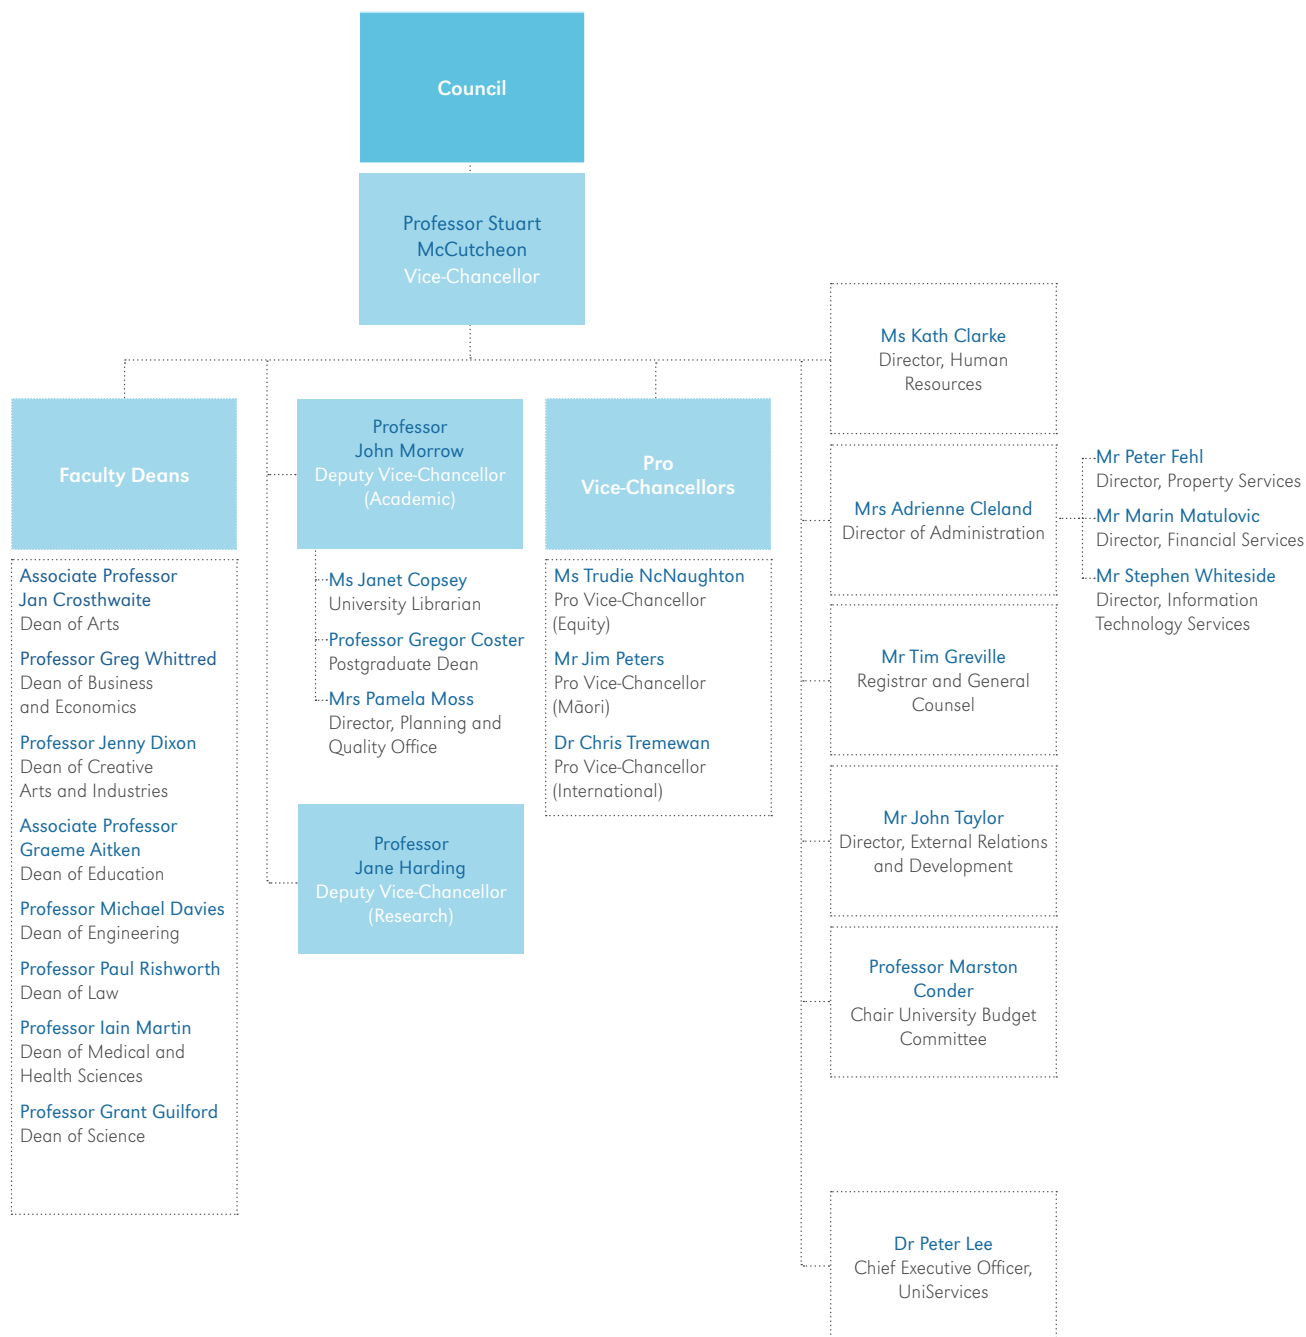 Council
Professor Stuart
McCutcheon
Vice-Chancellor
Faculty Deans
Associate Professor
Jan Crosthwaite
Dean of Arts
Professor Greg Whittred
Dean of Business
and Economics
Professor Jenny Dixon
Dean of Creative
Arts and Industries
Associate Professor
Graeme Aitken
Dean of Education
Professor Michael Davies
Dean of Engineering
Professor Paul Rishworth
Dean of Law
Professor Iain Martin
Dean of Medical and
Health Sciences
Professor Grant Guilford
Dean of Science
Professor
John Morrow
Deputy Vice-Chancellor
(Academic)
Ms Janet Copsey
University Librarian
Professor Gregor Coster
Postgraduate Dean
Mrs Pamela Moss
Director, Planning and
Quality Office
Professor
Jane Harding
Deputy Vice-Chancellor
(Research)
Pro
Vice-Chancellors
Ms Trudie NcNaughton
Pro Vice-Chancellor
(Equity)
Mr Jim Peters
Pro Vice-Chancellor
(Māori)
Dr Chris Tremewan
Pro Vice-Chancellor
(International)
Ms Kath Clarke
Director, Human
Resources
Mrs Adrienne Cleland
Director of Administration
Mr Peter Fehl
Director, Property Services
Mr Marin Matulovic
Director, Financial Services
Mr Stephen Whiteside
Director, Information
Technology Services
Mr Tim Greville
Registrar and General
Counsel
Mr John Taylor
Director, External Relations
and Development
Professor Marston
Conder
Chair University Budget
Committee
Dr Peter Lee
Chief Executive Officer,
UniServices